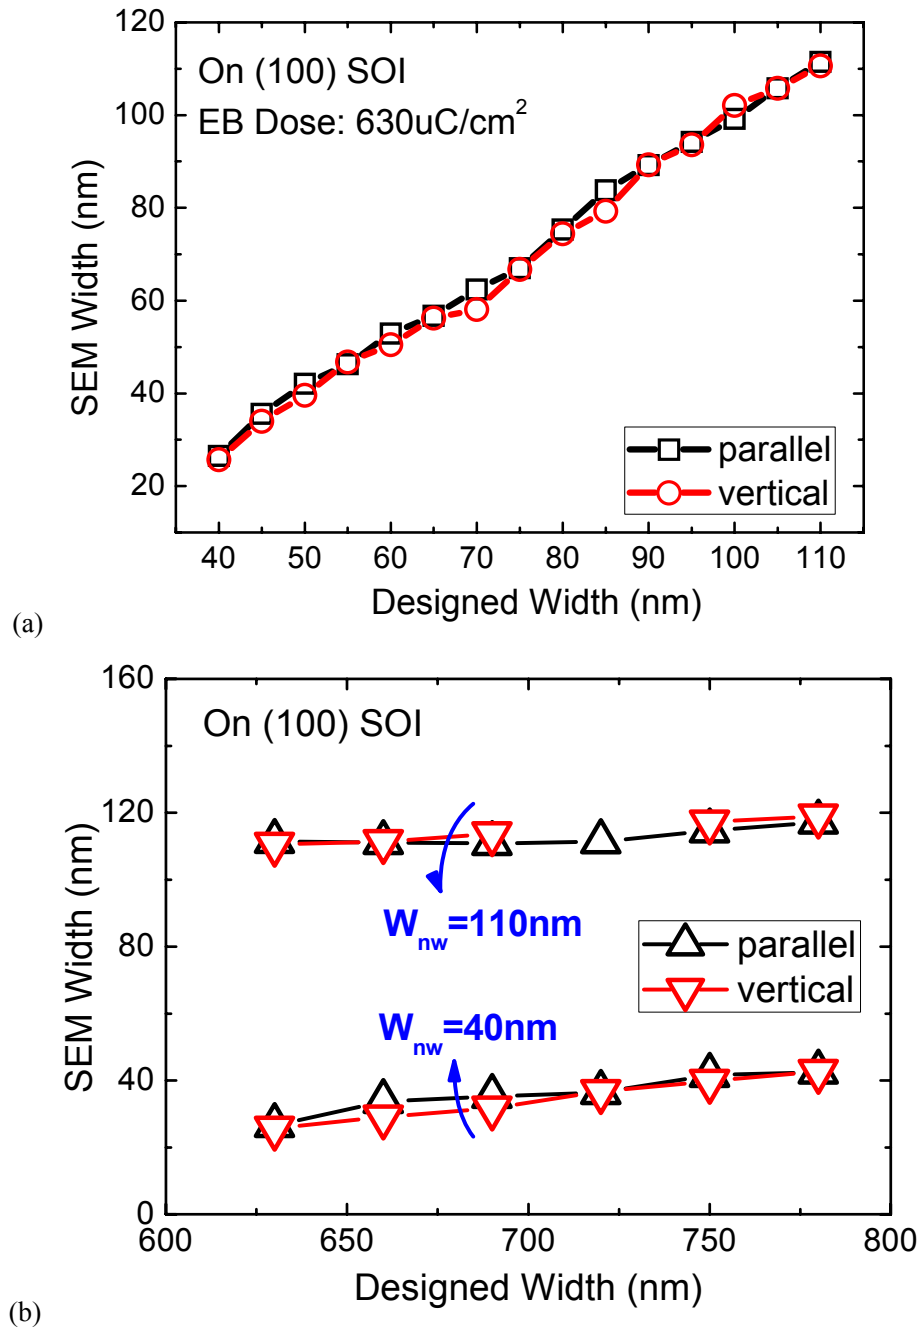 120
100
80
60
40
20
SEM Width (nm)
On (100) SOI
EB Dose: 630uC/cm²
parallel
vertical
40 50 60 70 80 90 100 110
Designed Width (nm)
(a)
160
120
80
40
0
SEM Width (nm)
On (100) SOI
W_nw=110nm
parallel
vertical
W_nw=40nm
600 650 700 750 800
Designed Width (nm)
(b)